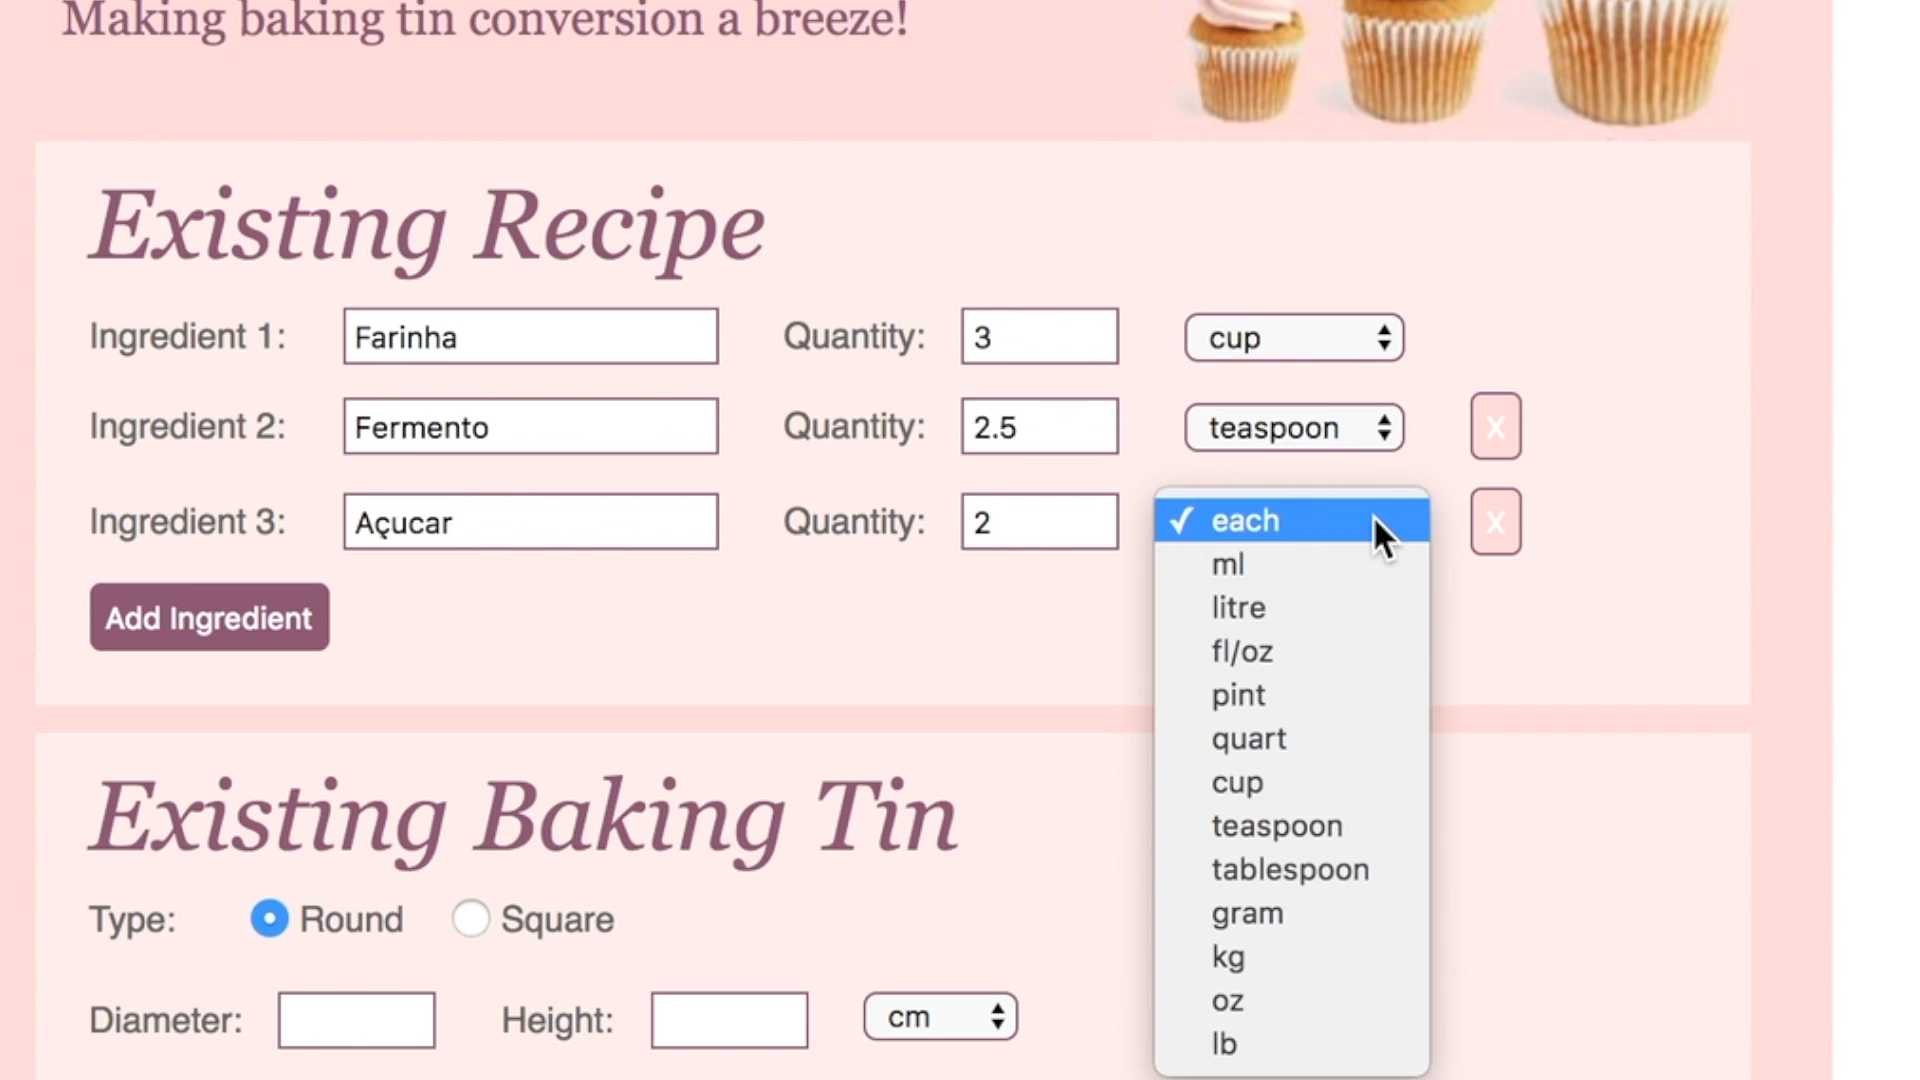 Making baking tin conversion a breeze!
Existing Recipe
Ingredient 1: Farinha Quantity: 3 cup
Ingredient 2: Fermento Quantity: 2.5 teaspoon X
Ingredient 3: Açucar Quantity: 2 ✓ each X
ml
litre
fl/oz
pint
quart
cup
teaspoon
tablespoon
gram
kg
oz
lb
Add Ingredient
Existing Baking Tin
Type: Round Square
Diameter: Height: cm